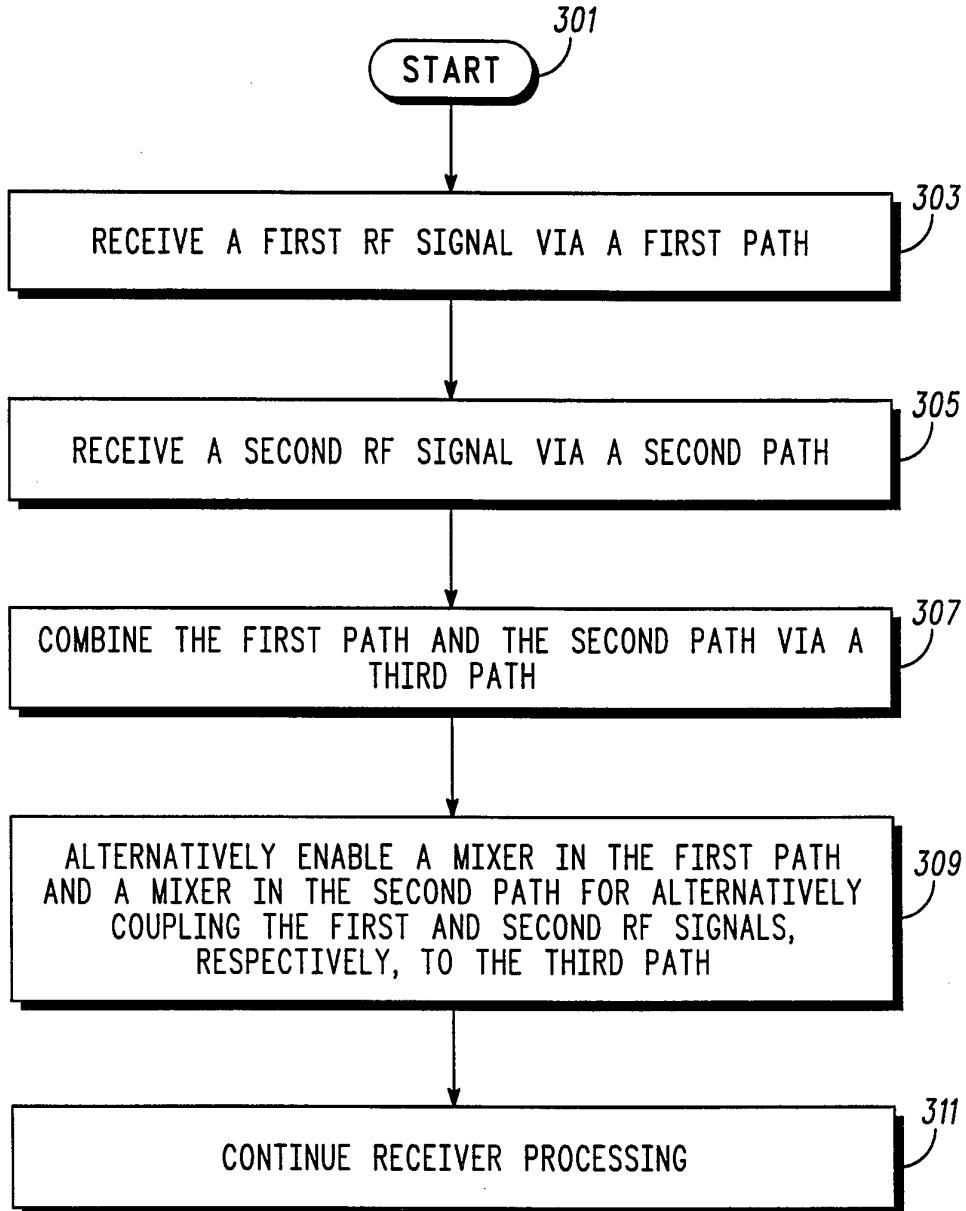 301
START
303
RECEIVE A FIRST RF SIGNAL VIA A FIRST PATH
305
RECEIVE A SECOND RF SIGNAL VIA A SECOND PATH
307
COMBINE THE FIRST PATH AND THE SECOND PATH VIA A
THIRD PATH
309
ALTERNATIVELY ENABLE A MIXER IN THE FIRST PATH
AND A MIXER IN THE SECOND PATH FOR ALTERNATIVELY
COUPLING THE FIRST AND SECOND RF SIGNALS,
RESPECTIVELY, TO THE THIRD PATH
311
CONTINUE RECEIVER PROCESSING